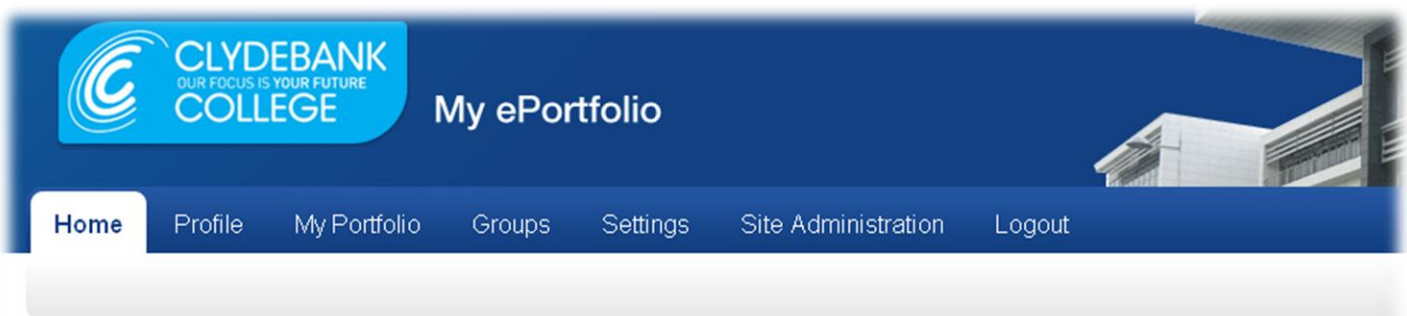 CLYDEBANK
OUR FOCUS IS YOUR FUTURE
COLLEGE
My ePortfolio
Home Profile My Portfolio Groups Settings Site Administration Logout